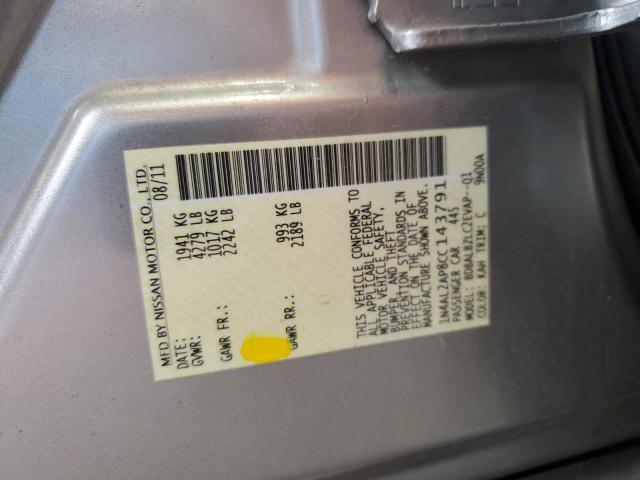 MFD BY NISSAN MOTOR CO., LTD.
DATE: 08/11
GVWR: 1941 KG
4279 LB
GAWR FR.: 1017 KG
2242 LB
GAWR RR.: 993 KG
2189 LB
THIS VEHICLE CONFORMS TO
ALL APPLICABLE FEDERAL
MOTOR VEHICLE SAFETY,
BUMPER, AND THEFT
PREVENTION STANDARDS IN
EFFECT ON THE DATE OF
MANUFACTURE SHOWN ABOVE.
1N4AL2AP8CC143791
PASSENGER CAR 445
MODEL: BDBALBZLCZEVAP--Q1
COLOR: KAH TRIM: C 9W00A